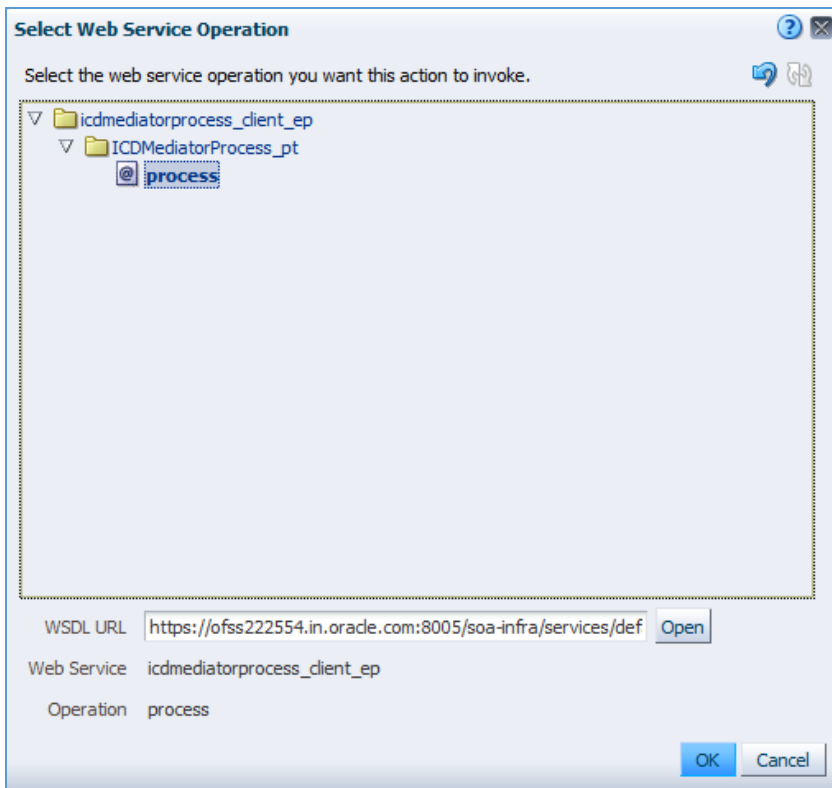 Select Web Service Operation
Select the web service operation you want this action to invoke.
icdmediatorprocess_client_ep
ICDMediatorProcess_pt
process
WSDL URL https://ofss222554.in.oracle.com:8005/soa-infra/services/def Open
Web Service icdmediatorprocess_client_ep
Operation process
OK Cancel